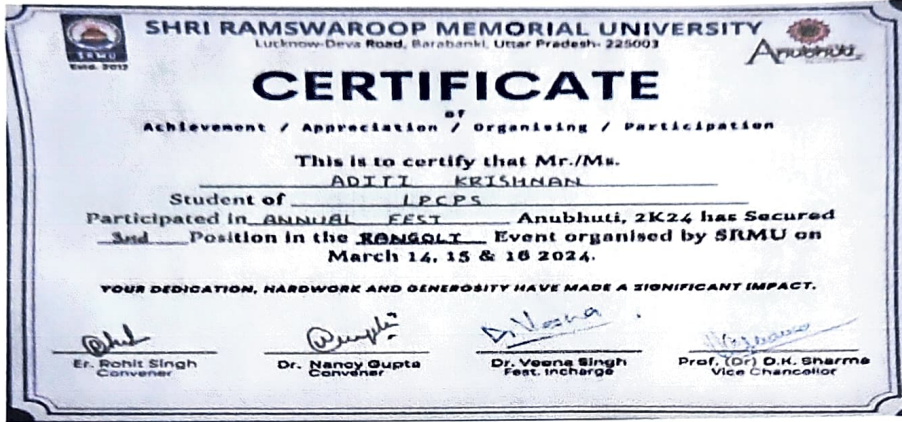 SHRI RAMSWAROOP MEMORIAL UNIVERSITY
Lucknow-Deva Road, Barabanki, Uttar Pradesh- 225003
SRMU
Estd. 2012
Anubhuti
CERTIFICATE
of
Achievement / Appreciation / Organising / Participation
This is to certify that Mr./Ms.
ADITI KRISHNAN
Student of LPCPS
Participated in ANNUAL FEST Anubhuti, 2K24 has Secured
Position in the RANGOLI Event organised by SRMU on
March 14, 15 & 16 2024.
YOUR DEDICATION, HARDWORK AND GENEROSITY HAVE MADE A SIGNIFICANT IMPACT.
Er. Rohit Singh
Convener
Dr. Nancy Gupta
Convener
Dr. Veena Singh
Fest. Incharge
Prof. (Dr) D.K. Sharma
Vice Chancellor